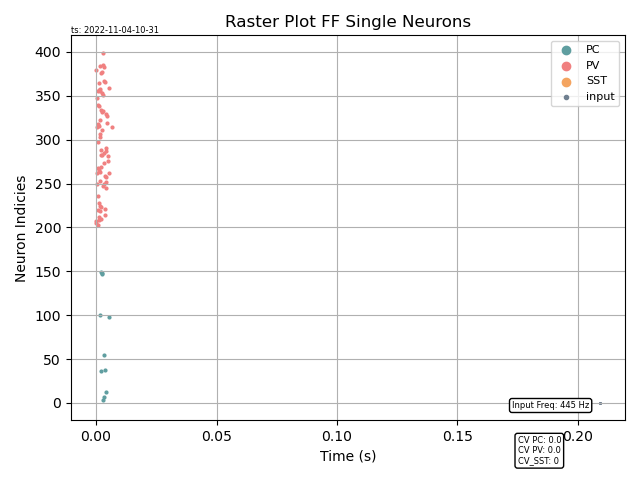 Raster Plot FF Single Neurons
ts: 2022-11-04-10-31
PC
PV
SST
input
Neuron Indicies
400
350
300
250
200
150
100
50
0
Input Freq: 445 Hz
0.00
0.05
0.10
0.15
0.20
Time (s)
CV PC: 0.0
CV PV: 0.0
CV_SST: 0